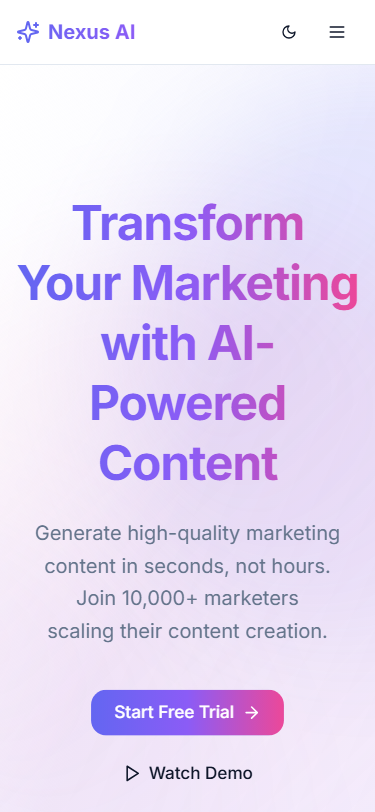 Nexus AI
Transform
Your Marketing
with AI-
Powered
Content
Generate high-quality marketing
content in seconds, not hours.
Join 10,000+ marketers
scaling their content creation.
Start Free Trial
Watch Demo